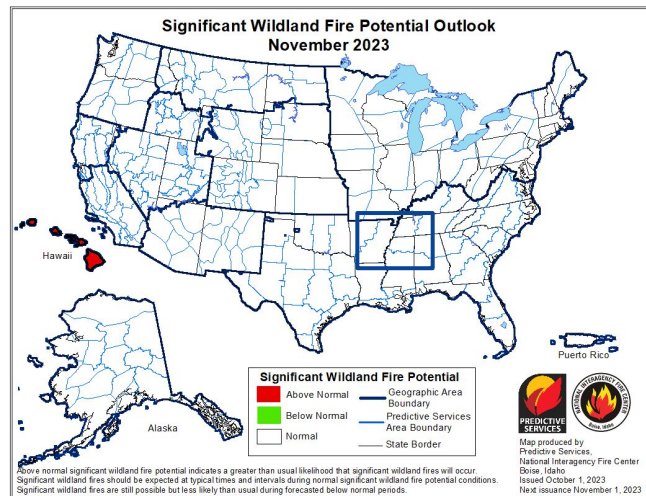 Significant Wildland Fire Potential Outlook
November 2023
Hawaii
Alaska
Puerto Rico
Significant Wildland Fire Potential
Above Normal
Below Normal
Normal
Geographic Area
Boundary
Predictive Services
Area Boundary
State Border
PREDICTIVE
SERVICES
NATIONAL INTERAGENCY FIRE CENTER
Boise, Idaho
Map produced by
Predictive Services,
National Interagency Fire Center
Boise, Idaho
Issued October 1, 2023
Next issuance November 1, 2023
Above normal significant wildland fire potential indicates a greater than usual likelihood that significant wildland fires will occur.
Significant wildland fires should be expected at typical times and intervals during normal significant wildland fire potential conditions.
Significant wildland fires are still possible but less likely than usual during forecasted below normal periods.